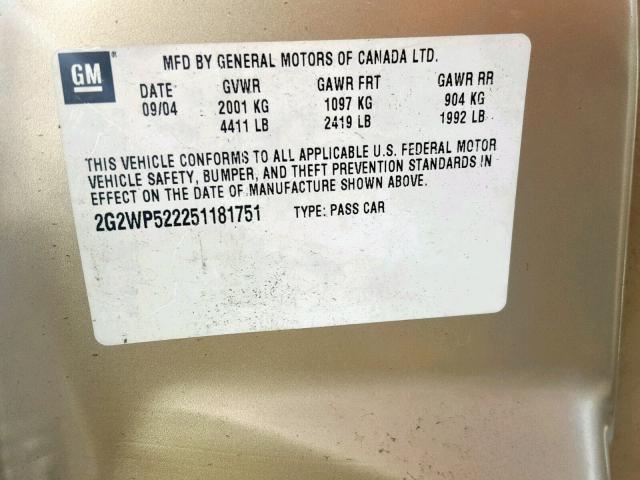 GM
MFD BY GENERAL MOTORS OF CANADA LTD.
DATE GVWR GAWR FRT GAWR RR
09/04 2001 KG 1097 KG 904 KG
4411 LB 2419 LB 1992 LB
THIS VEHICLE CONFORMS TO ALL APPLICABLE U.S. FEDERAL MOTOR
VEHICLE SAFETY, BUMPER, AND THEFT PREVENTION STANDARDS IN
EFFECT ON THE DATE OF MANUFACTURE SHOWN ABOVE.
2G2WP522251181751 TYPE: PASS CAR